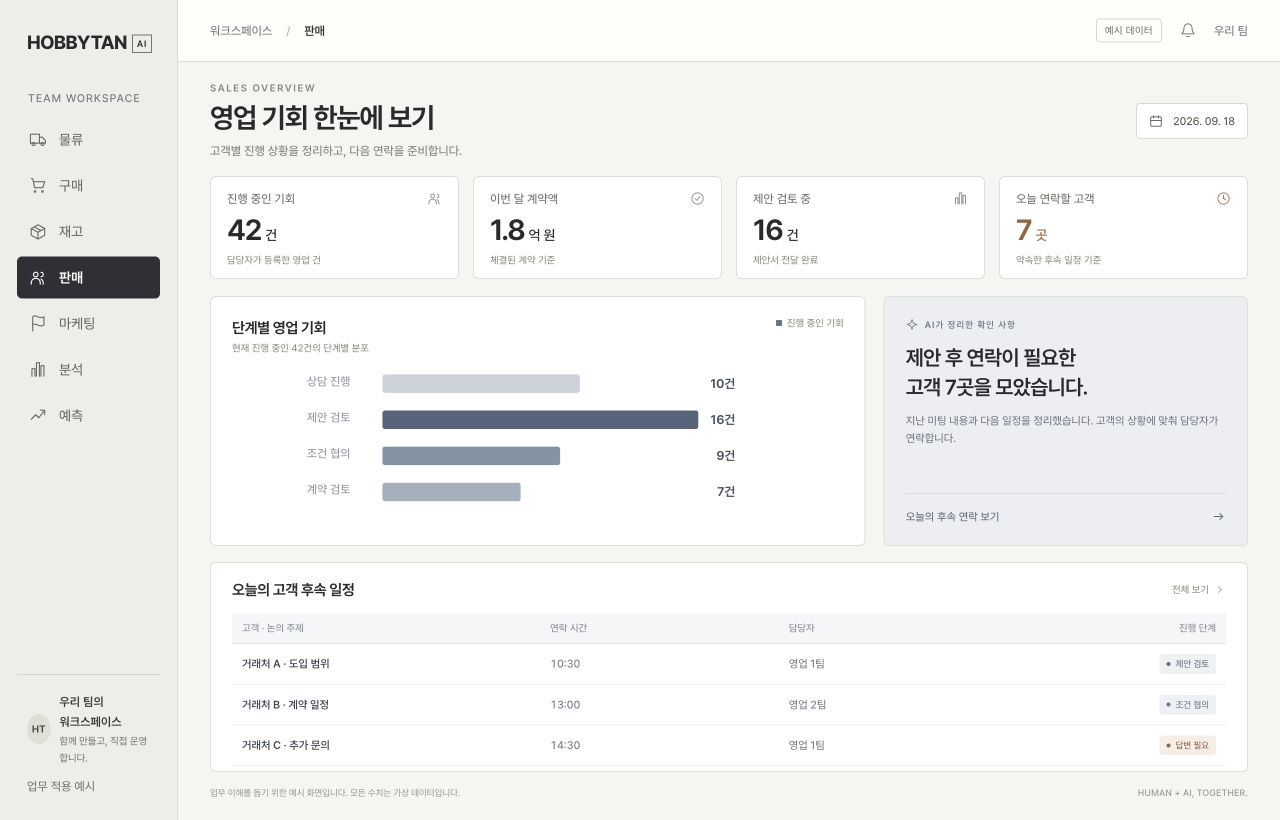 HOBBYTAN AI
TEAM WORKSPACE
물류
구매
재고
판매
마케팅
분석
예측
HT
우리 팀의
워크스페이스
함께 만들고, 직접 운영
합니다.
업무 적용 예시
워크스페이스 / 판매
예시 데이터
우리 팀
SALES OVERVIEW
영업 기회 한눈에 보기
고객별 진행 상황을 정리하고, 다음 연락을 준비합니다.
2026. 09. 18
진행 중인 기회
42 건
담당자가 등록한 영업 건
이번 달 계약액
1.8 억 원
체결된 계약 기준
제안 검토 중
16 건
제안서 전달 완료
오늘 연락할 고객
7 곳
약속한 후속 일정 기준
단계별 영업 기회
현재 진행 중인 42건의 단계별 분포
진행 중인 기회
상담 진행 10건
제안 검토 16건
조건 협의 9건
계약 검토 7건
AI가 정리한 확인 사항
제안 후 연락이 필요한
고객 7곳을 모았습니다.
지난 미팅 내용과 다음 일정을 정리했습니다. 고객의 상황에 맞춰 담당자가
연락합니다.
오늘의 후속 연락 보기
오늘의 고객 후속 일정
전체 보기
고객 · 논의 주제 연락 시간 담당자 진행 단계
거래처 A · 도입 범위 10:30 영업 1팀 제안 검토
거래처 B · 계약 일정 13:00 영업 2팀 조건 협의
거래처 C · 추가 문의 14:30 영업 1팀 답변 필요
업무 이해를 돕기 위한 예시 화면입니다. 모든 수치는 가상 데이터입니다.
HUMAN + AI, TOGETHER.